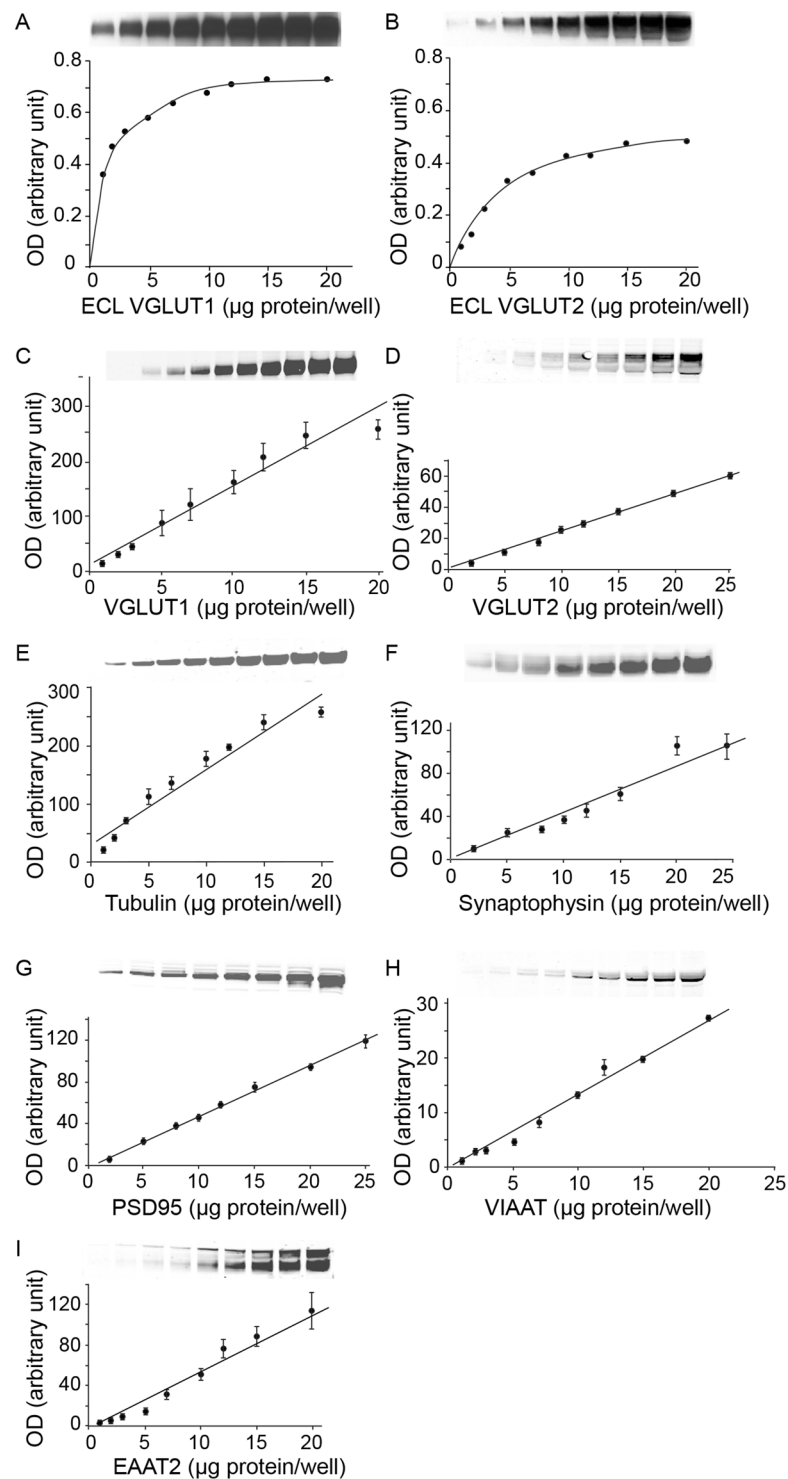 A
B
0.8
0.6
0.4
0.2
0
OD (arbitrary unit)
0 5 10 15 20
ECL VGLUT1 (µg protein/well)
0.8
0.6
0.4
0.2
0
OD (arbitrary unit)
0 5 10 15 20
ECL VGLUT2 (µg protein/well)
C
D
300
200
100
0
OD (arbitrary unit)
0 5 10 15 20
VGLUT1 (µg protein/well)
60
40
20
0
OD (arbitrary unit)
0 5 10 15 20 25
VGLUT2 (µg protein/well)
E
F
300
200
100
0
OD (arbitrary unit)
0 5 10 15 20
Tubulin (µg protein/well)
120
80
40
0
OD (arbitrary unit)
0 5 10 15 20 25
Synaptophysin (µg protein/well)
G
H
120
80
40
0
OD (arbitrary unit)
0 5 10 15 20 25
PSD95 (µg protein/well)
30
20
10
0
OD (arbitrary unit)
0 5 10 15 20 25
VIAAT (µg protein/well)
I
120
80
40
0
OD (arbitrary unit)
0 5 10 15 20
EAAT2 (µg protein/well)